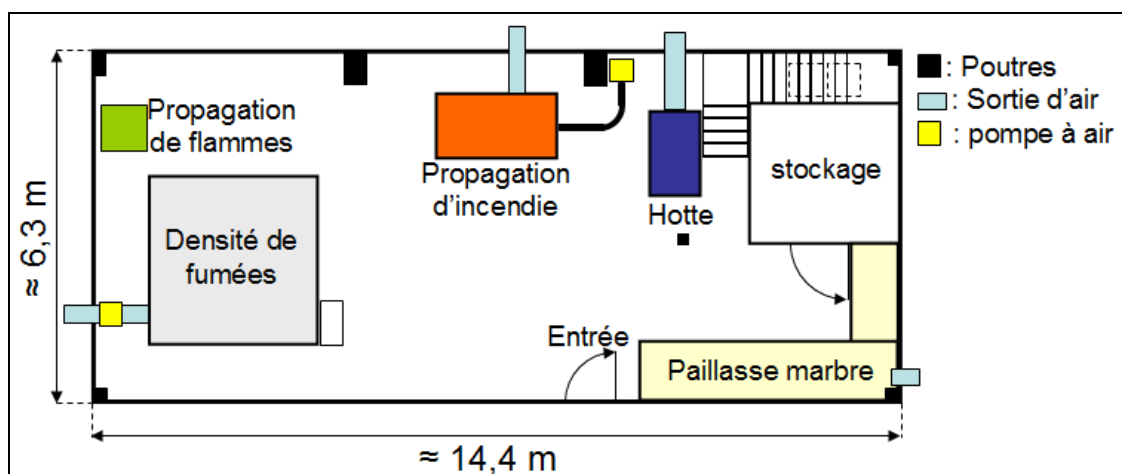 Propagation
de flammes
Densité de
fumées
Propagation
d'incendie
Hotte
stockage
Entrée
Paillasse marbre
≈ 6,3 m
≈ 14,4 m
: Poutres
: Sortie d'air
: pompe à air